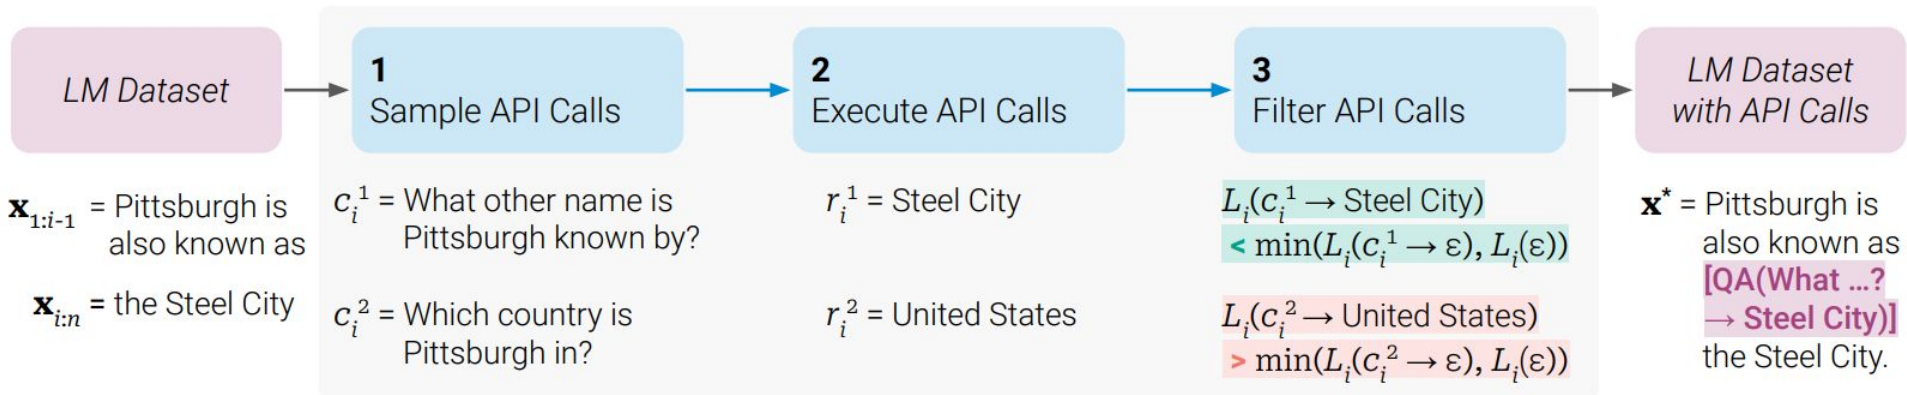 LM Dataset
1
Sample API Calls
2
Execute API Calls
3
Filter API Calls
LM Dataset
with API Calls
x1:i-1 = Pittsburgh is
also known as
xi:n = the Steel City
ci1 = What other name is
Pittsburgh known by?
ci2 = Which country is
Pittsburgh in?
ri1 = Steel City
ri2 = United States
Li(ci1 → Steel City)
< min(Li(ci1 → ε), Li(ε))
Li(ci2 → United States)
> min(Li(ci2 → ε), Li(ε))
x* = Pittsburgh is
also known as
[QA(What ...?
→ Steel City)]
the Steel City.